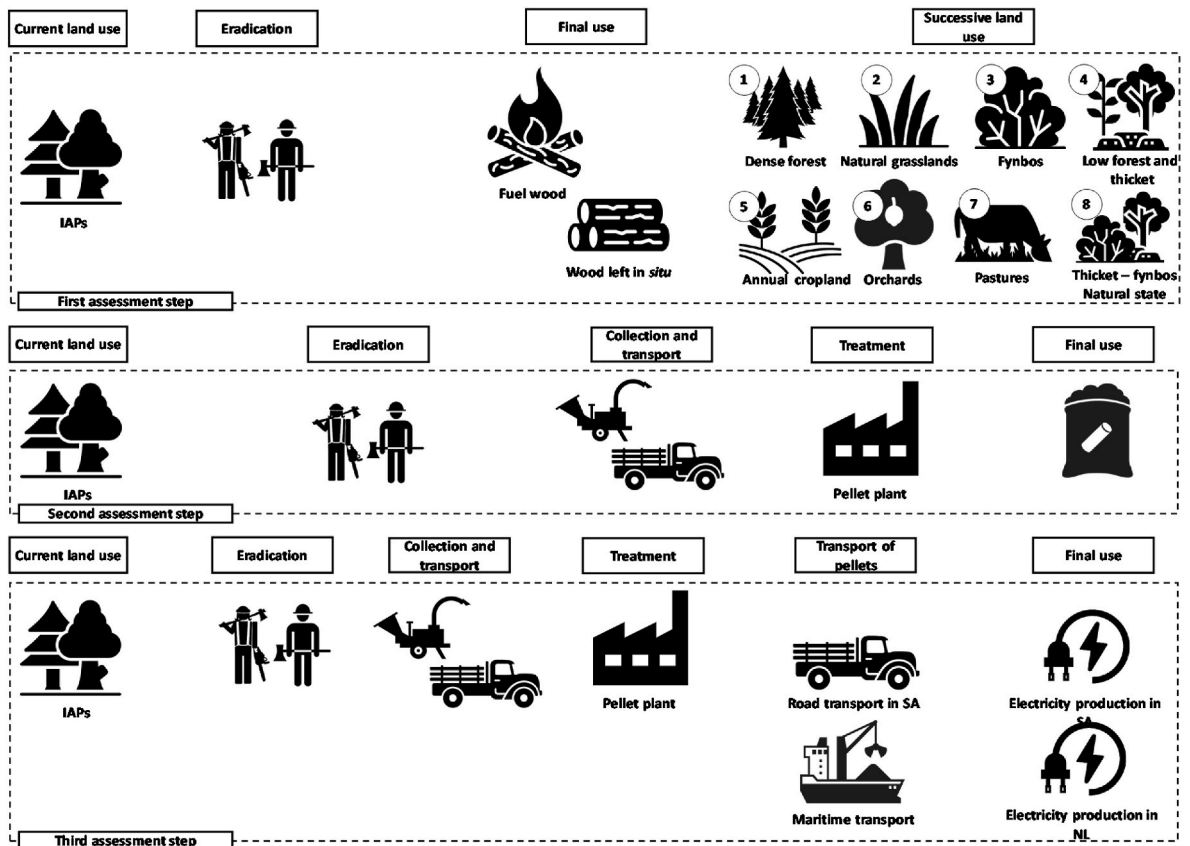 Current land use
Eradication
Final use
Successive land
use
1
2
3
4
Dense forest
Natural grasslands
Fynbos
Low forest and
thicket
Fuel wood
IAPs
5
6
7
8
Wood left in situ
Annual cropland
Orchards
Pastures
Thicket – fynbos
Natural state
First assessment step
Current land use
Eradication
Collection and
transport
Treatment
Final use
IAPs
Pellet plant
Second assessment step
Current land use
Eradication
Collection and
transport
Treatment
Transport of
pellets
Final use
IAPs
Pellet plant
Road transport in SA
Electricity production in
SA
Maritime transport
Electricity production in
NL
Third assessment step